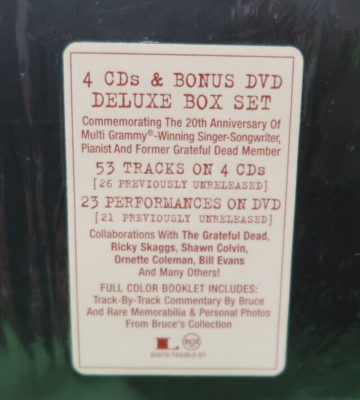 4 CDs & BONUS DVD
DELUXE BOX SET
Commemorating The 20th Anniversary Of
Multi Grammy®-Winning Singer-Songwriter,
Pianist And Former Grateful Dead Member
53 TRACKS ON 4 CDs
[26 PREVIOUSLY UNRELEASED]
23 PERFORMANCES ON DVD
[21 PREVIOUSLY UNRELEASED]
Collaborations With The Grateful Dead,
Ricky Skaggs, Shawn Colvin,
Ornette Coleman, Bill Evans
And Many Others!
FULL COLOR BOOKLET INCLUDES:
Track-By-Track Commentary By Bruce
And Rare Memorabilia & Personal Photos
From Bruce's Collection
L RCA